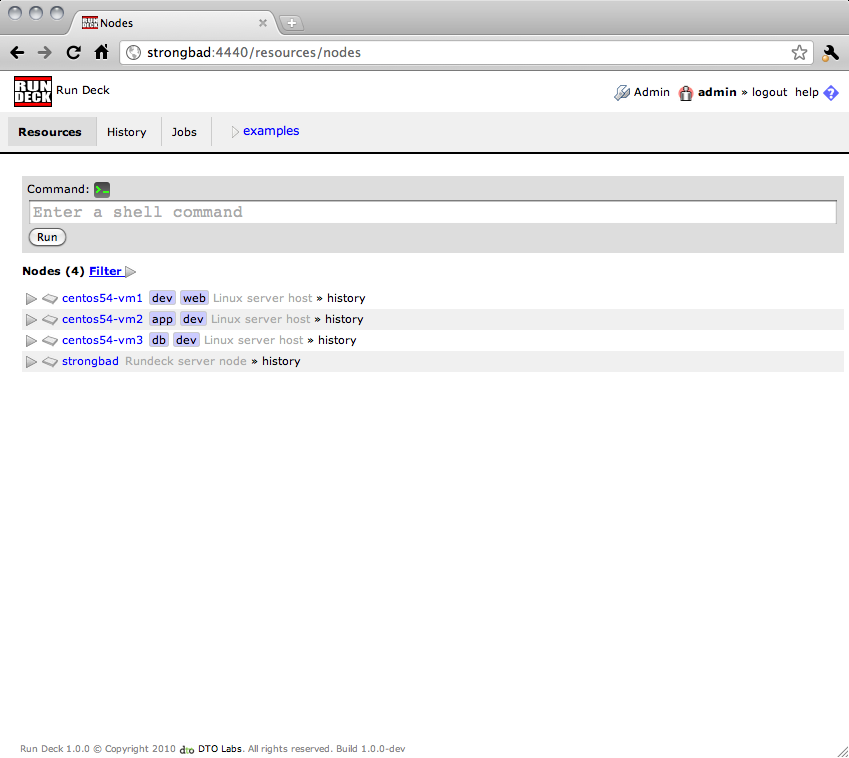 Nodes
strongbad:4440/resources/nodes
RUN DECK Run Deck Admin admin » logout help ?
Resources History Jobs examples
Command: >_
Enter a shell command
Run
Nodes (4) Filter
centos54-vm1 dev web Linux server host » history
centos54-vm2 app dev Linux server host » history
centos54-vm3 db dev Linux server host » history
strongbad Rundeck server node » history
Run Deck 1.0.0 © Copyright 2010 dto DTO Labs. All rights reserved. Build 1.0.0-dev